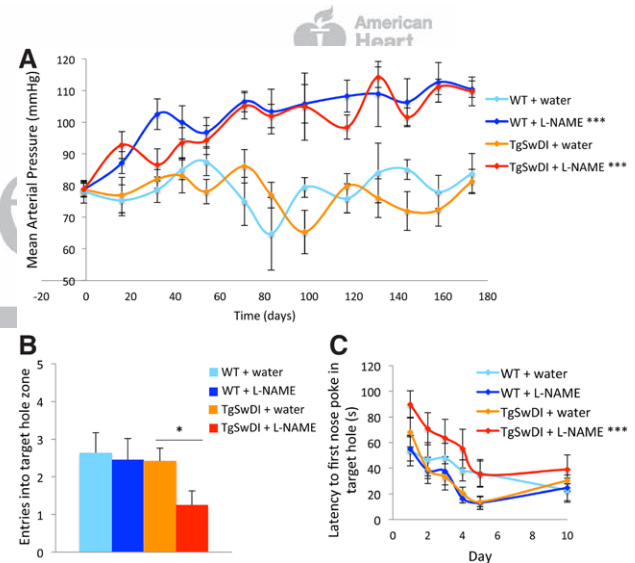 American
Heart
A
Mean Arterial Pressure (mmHg)
120
110
100
90
80
70
60
50
-20 0 20 40 60 80 100 120 140 160 180
Time (days)
WT + water
WT + L-NAME ***
TgSwDI + water
TgSwDI + L-NAME ***
B
Entries into target hole zone
5
4
3
2
1
0
*
WT + water
WT + L-NAME
TgSwDI + water
TgSwDI + L-NAME
C
Latency to first nose poke in
target hole (s)
120
100
80
60
40
20
0
0 2 4 6 8 10
Day
WT + water
WT + L-NAME
TgSwDI + water
TgSwDI + L-NAME ***